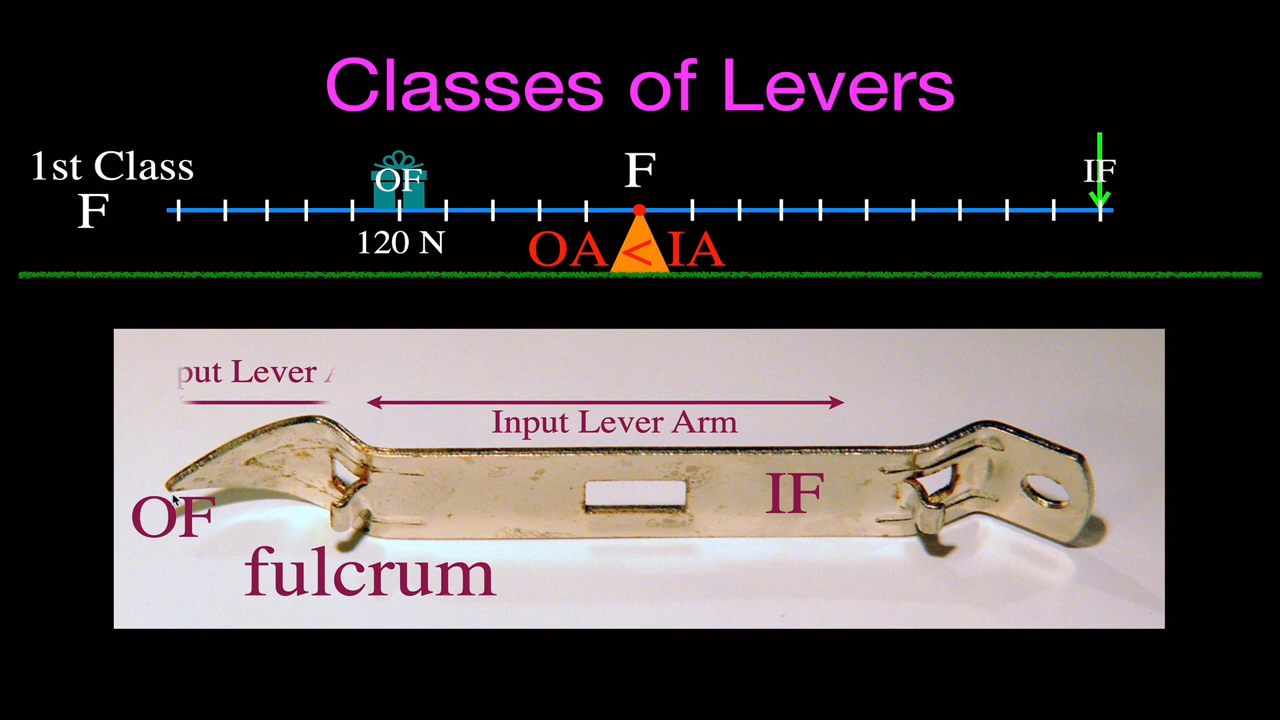 Classes of Levers
1st Class
F
OF
F
IF
120 N
OA < IA
put Lever
Input Lever Arm
IF
OF
fulcrum